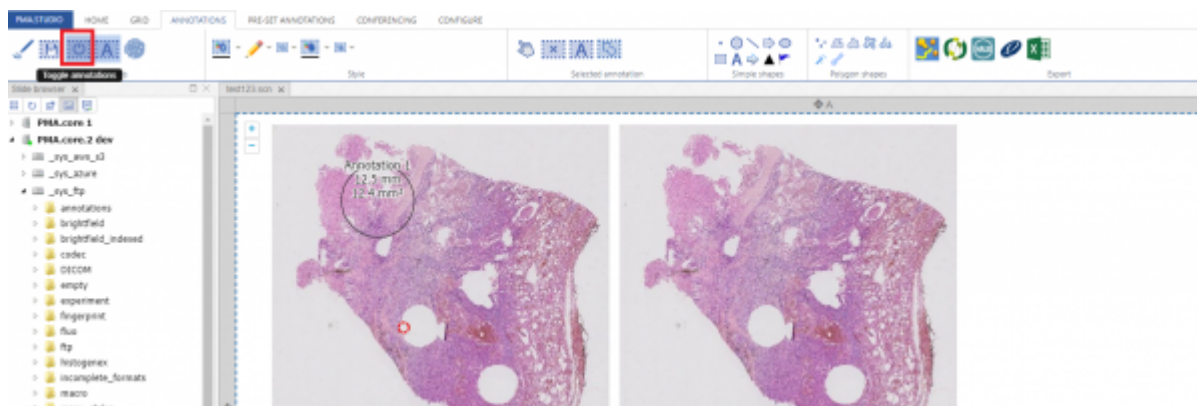 PMA.STUDIO HOME GRID ANNOTATIONS PRE-SET ANNOTATIONS CONFERENCING CONFIGURE
Style Selected annotation Simple shapes Polygon shapes Export
Toggle annotations
Slide browser test123.sch
A
PMA.core 1
PMA.core.2 dev
_sys_aws_s3
_sys_azure
_sys_ftp
annotations
brightfield
brightfield_indexed
codec
DICOM
empty
experiment
fingerprint
fluo
ftp
histogenex
incomplete_formats
macro
Annotation 1
12.5 mm
12.4 mm²